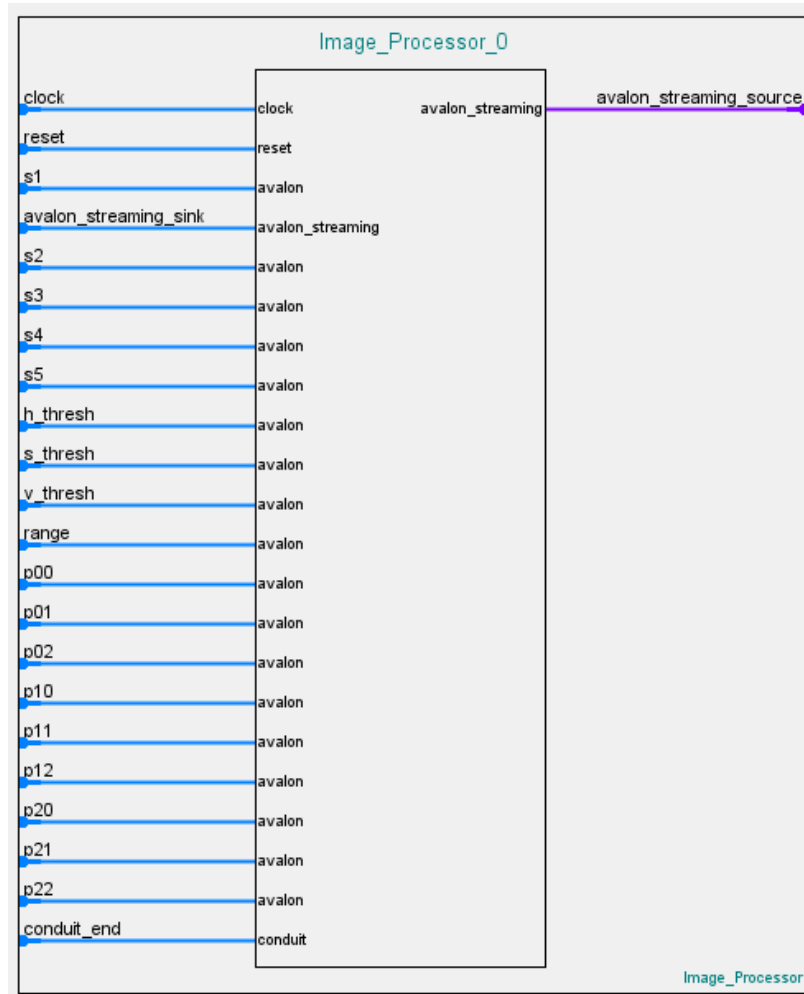 Image_Processor_0
clock
clock
avalon_streaming
avalon_streaming_source
reset
reset
s1
avalon
avalon_streaming_sink
avalon_streaming
s2
avalon
s3
avalon
s4
avalon
s5
avalon
h_thresh
avalon
s_thresh
avalon
v_thresh
avalon
range
avalon
p00
avalon
p01
avalon
p02
avalon
p10
avalon
p11
avalon
p12
avalon
p20
avalon
p21
avalon
p22
avalon
conduit_end
conduit
Image_Processor